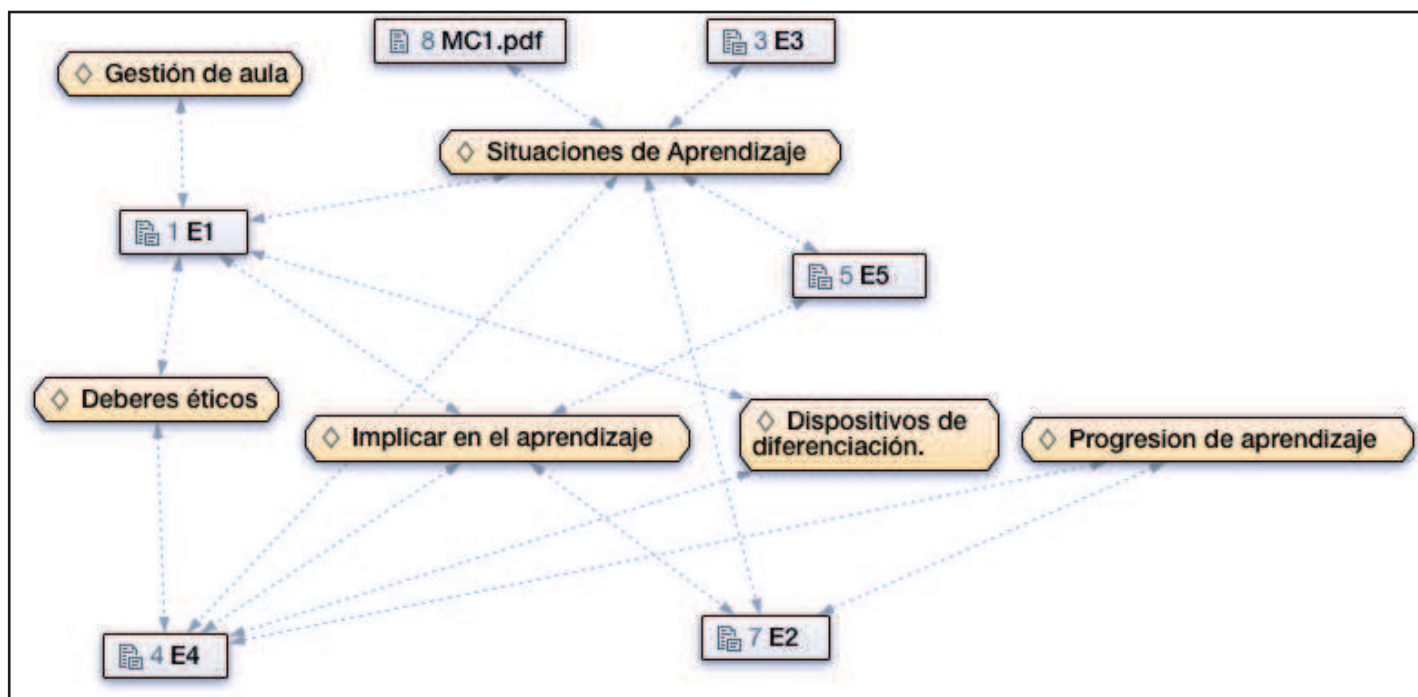 8 MC1.pdf
3 E3
Gestión de aula
Situaciones de Aprendizaje
1 E1
5 E5
Deberes éticos
Implicar en el aprendizaje
Dispositivos de
diferenciación.
Progresion de aprendizaje
4 E4
7 E2